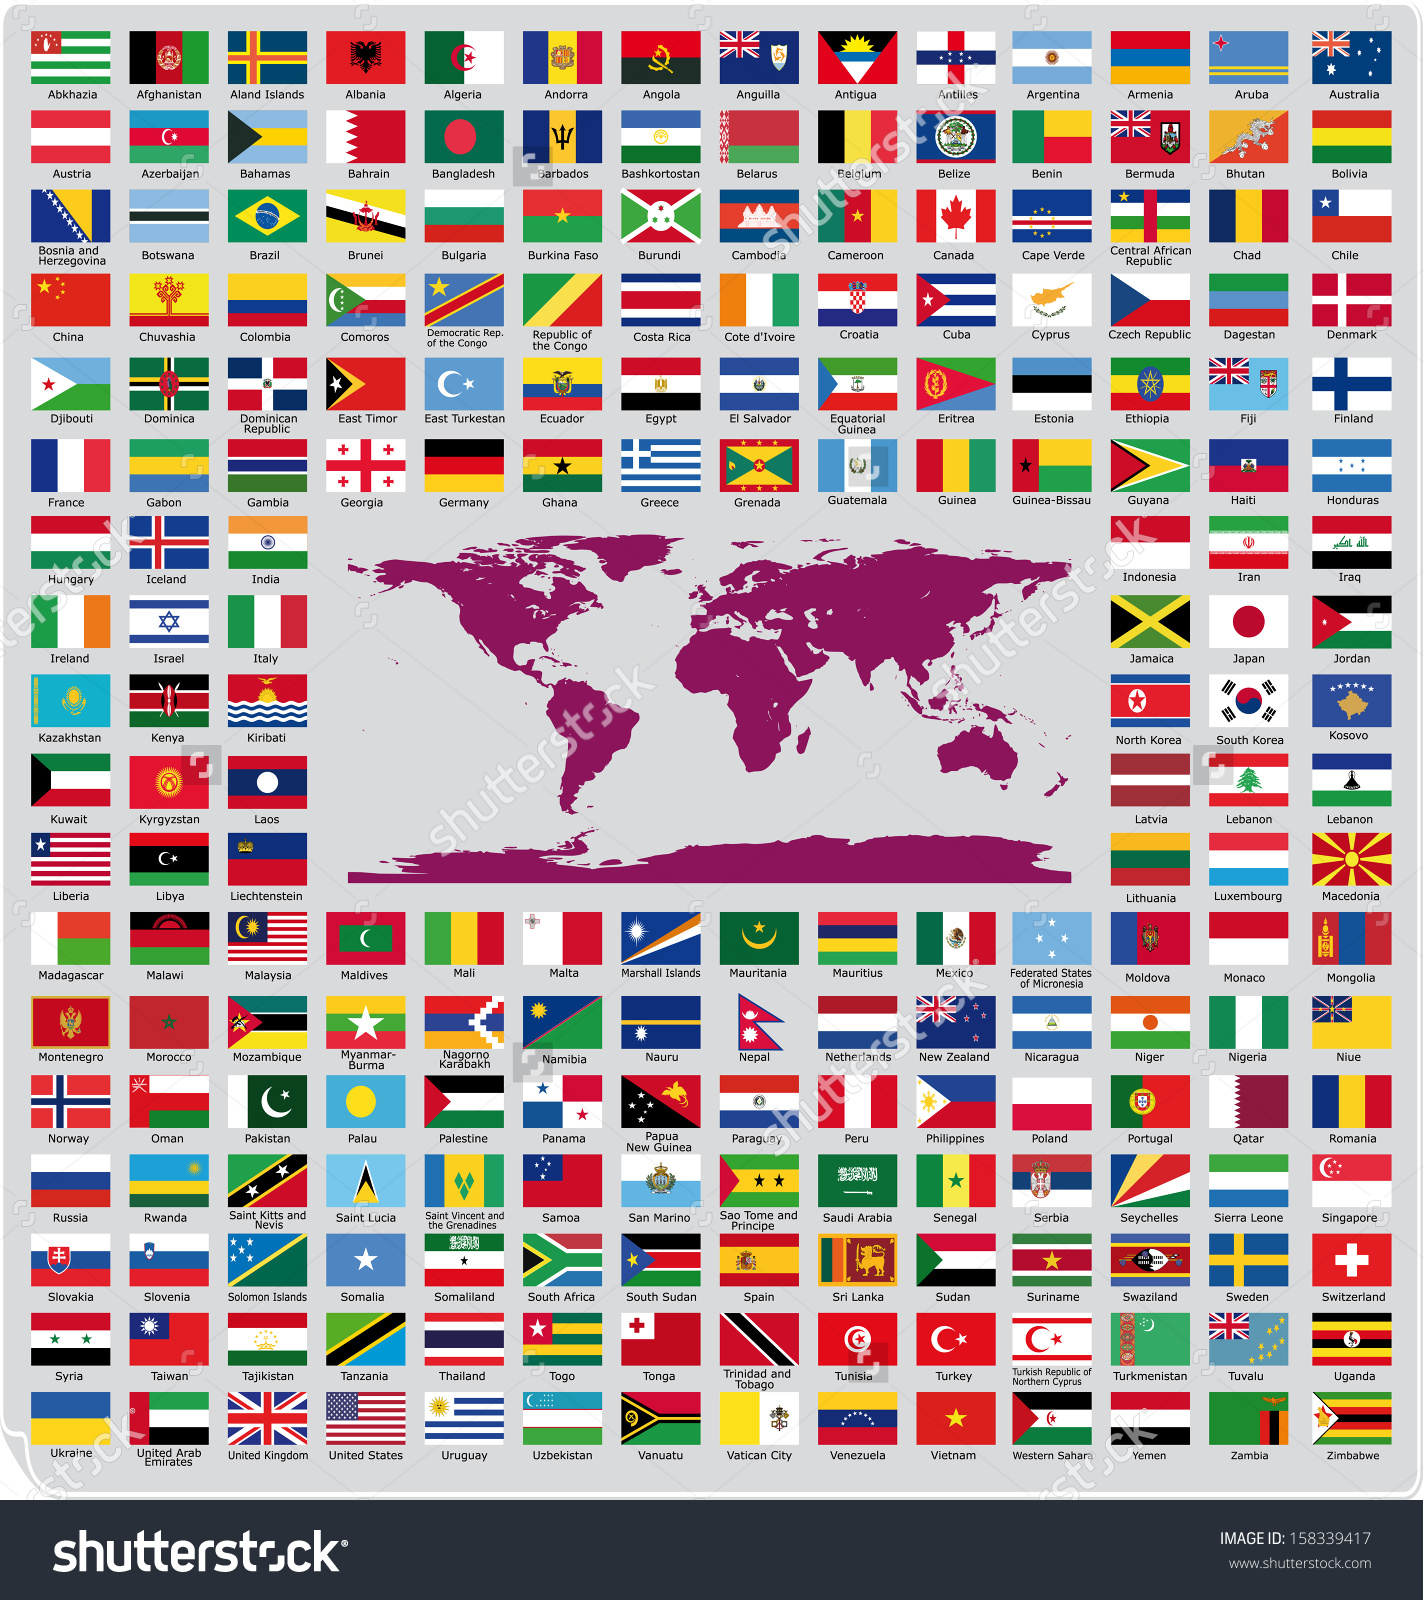 Abkhazia Afghanistan Aland Islands Albania Algeria Andorra Angola Anguilla Antigua Antilles Argentina Armenia Aruba Australia
Austria Azerbaijan Bahamas Bahrain Bangladesh Barbados Bashkortostan Belarus Belgium Belize Benin Bermuda Bhutan Bolivia
Bosnia and Herzegovina Botswana Brazil Brunei Bulgaria Burkina Faso Burundi Cambodia Cameroon Canada Cape Verde Central African Republic Chad Chile
China Chuvashia Colombia Comoros Democratic Rep. of the Congo Republic of the Congo Costa Rica Cote d'Ivoire Croatia Cuba Cyprus Czech Republic Dagestan Denmark
Djibouti Dominica Dominican Republic East Timor East Turkestan Ecuador Egypt El Salvador Equatorial Guinea Eritrea Estonia Ethiopia Fiji Finland
France Gabon Gambia Georgia Germany Ghana Greece Grenada Guatemala Guinea Guinea-Bissau Guyana Haiti Honduras
Hungary Iceland India Indonesia Iran Iraq
Ireland Israel Italy Jamaica Japan Jordan
Kazakhstan Kenya Kiribati North Korea South Korea Kosovo
Kuwait Kyrgyzstan Laos Latvia Lebanon Lebanon
Liberia Libya Liechtenstein Lithuania Luxembourg Macedonia
Madagascar Malawi Malaysia Maldives Mali Malta Marshall Islands Mauritania Mauritius Mexico Federated States of Micronesia Moldova Monaco Mongolia
Montenegro Morocco Mozambique Myanmar-Burma Nagorno Karabakh Namibia Nauru Nepal Netherlands New Zealand Nicaragua Niger Nigeria Niue
Norway Oman Pakistan Palau Palestine Panama Papua New Guinea Paraguay Peru Philippines Poland Portugal Qatar Romania
Russia Rwanda Saint Kitts and Nevis Saint Lucia Saint Vincent and the Grenadines Samoa San Marino Sao Tome and Principe Saudi Arabia Senegal Serbia Seychelles Sierra Leone Singapore
Slovakia Slovenia Solomon Islands Somalia Somaliland South Africa South Sudan Spain Sri Lanka Sudan Suriname Swaziland Sweden Switzerland
Syria Taiwan Tajikistan Tanzania Thailand Togo Tonga Trinidad and Tobago Tunisia Turkey Turkish Republic of Northern Cyprus Turkmenistan Tuvalu Uganda
Ukraine United Arab Emirates United Kingdom United States Uruguay Uzbekistan Vanuatu Vatican City Venezuela Vietnam Western Sahara Yemen Zambia Zimbabwe
shutterstock
IMAGE ID: 158339417
www.shutterstock.com